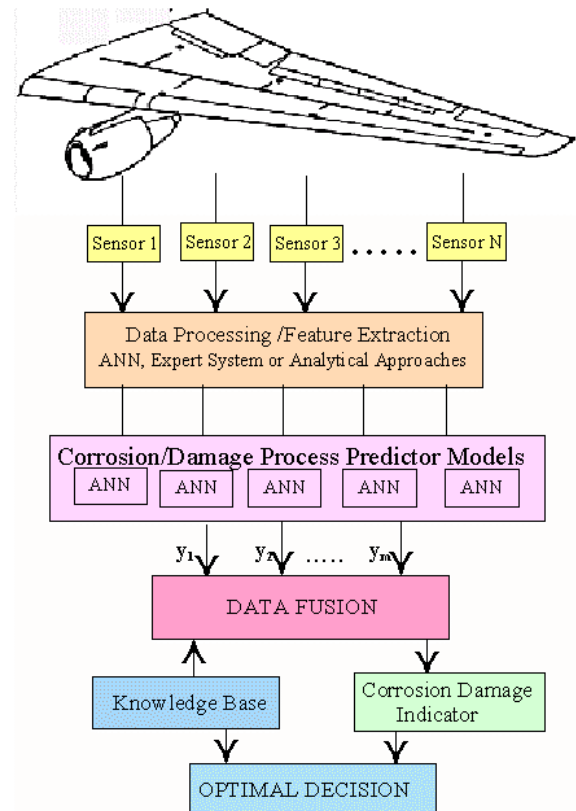 Sensor 1 Sensor 2 Sensor 3 ..... Sensor N
Data Processing /Feature Extraction
ANN, Expert System or Analytical Approaches
Corrosion/Damage Process Predictor Models
ANN ANN ANN ANN ANN
y1 y2 ..... ym
DATA FUSION
Knowledge Base
Corrosion Damage
Indicator
OPTIMAL DECISION